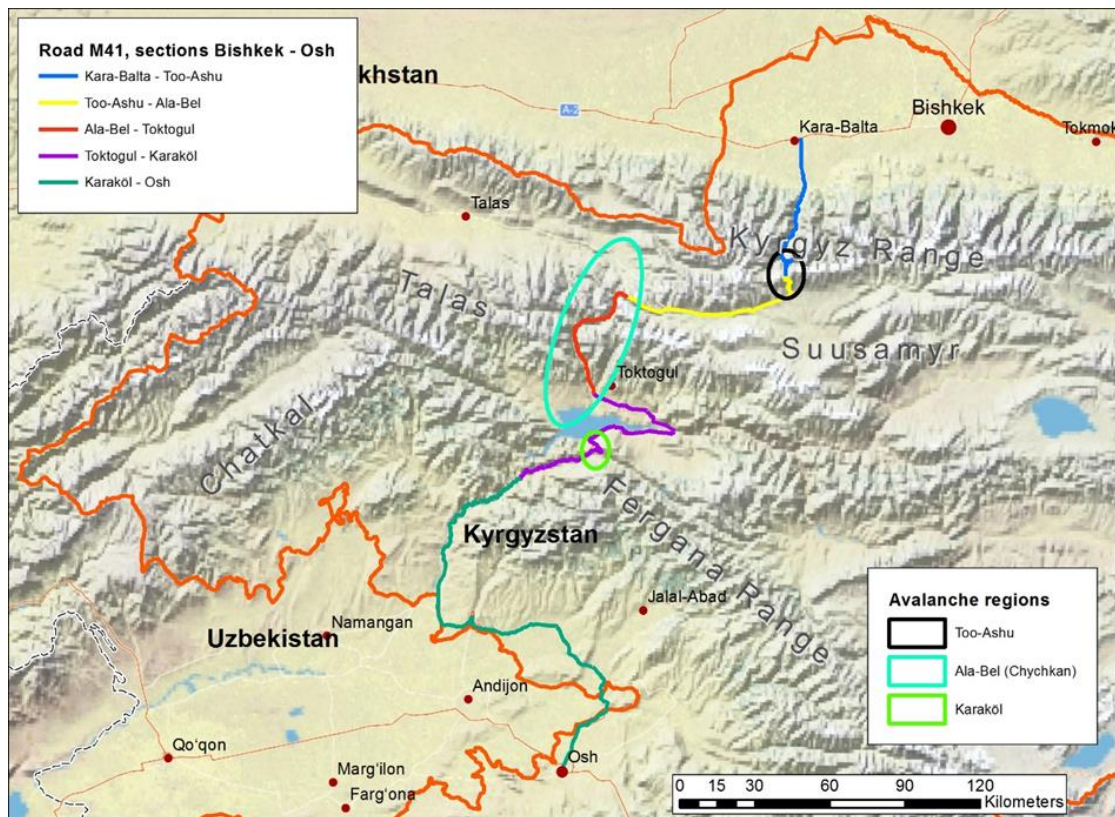 Road M41, sections Bishkek - Osh
Kara-Balta - Too-Ashu
Too-Ashu - Ala-Bel
Ala-Bel - Toktogul
Toktogul - Karaköl
Karaköl - Osh
khstan
A-2
Bishkek
Kara-Balta
Tokmok
Talas
Kyrgyz Range
Talas
Suusamyr
Toktogul
Chatkal
Fergana Range
Kyrgyzstan
Jalal-Abad
Uzbekistan
Namangan
Andijon
Qo'qon
Marg'ilon
Farg'ona
Osh
Avalanche regions
Too-Ashu
Ala-Bel (Chychkan)
Karaköl
0 15 30 60 90 120
Kilometers